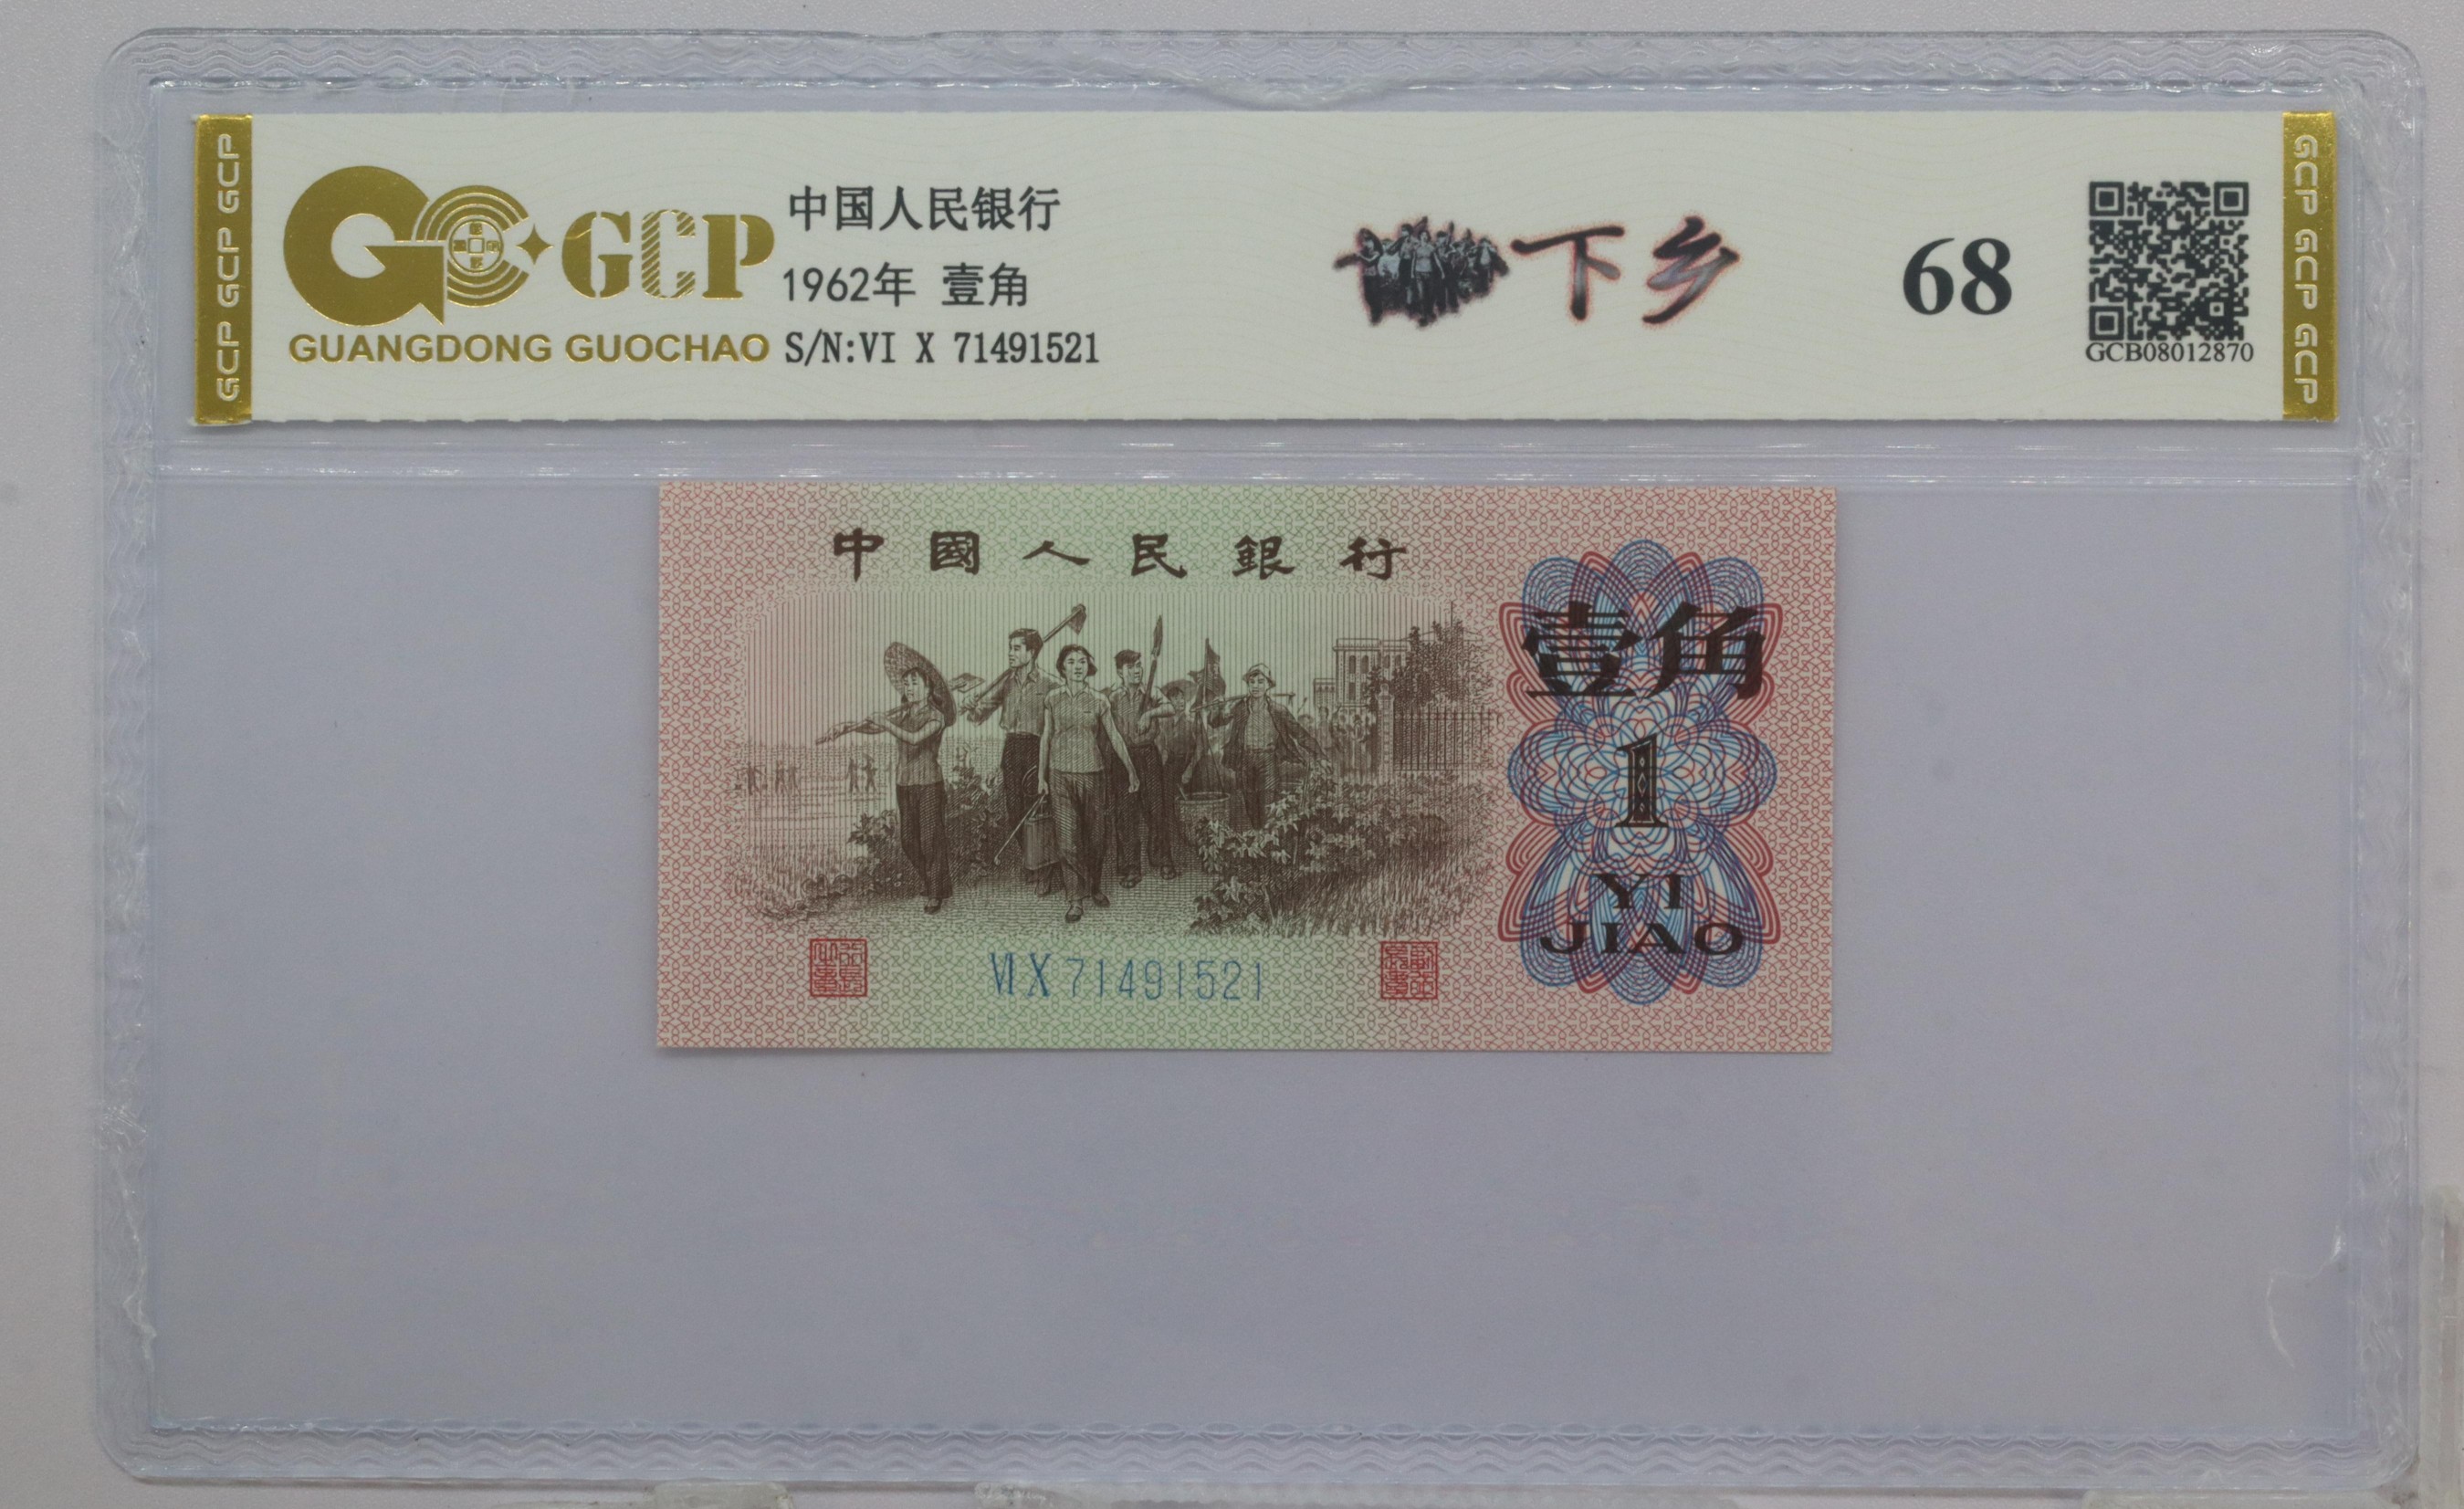 GCP GCP GCP
GCP
GUANGDONG GUOCHAO
中国人民银行
1962年 壹角
S/N:VI X 71491521
下乡
68
GCB08012870
GCP GCP GCP
中國人民銀行
壹角
1
YI
JIAO
VI X 71491521